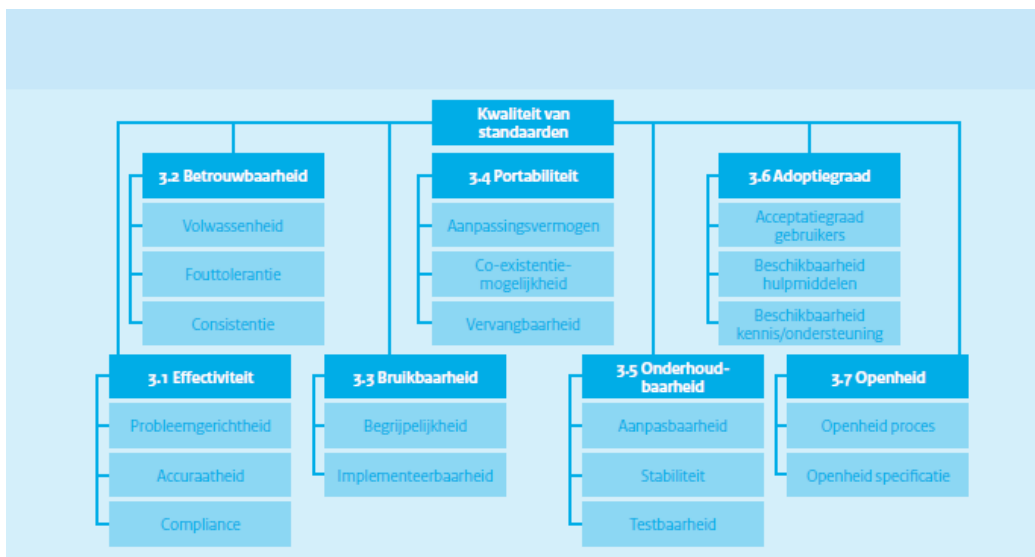 Kwaliteit van
standaarden
3.2 Betrouwbaarheid
Volwassenheid
Fouttolerantie
Consistentie
3.4 Portabiliteit
Aanpassingsvermogen
Co-existentie-
mogelijkheid
Vervangbaarheid
3.6 Adoptiegraad
Acceptatiegraad
gebruikers
Beschikbaarheid
hulpmiddelen
Beschikbaarheid
kennis/ondersteuning
3.1 Effectiviteit
Probleemgerichtheid
Accuraatheid
Compliance
3.3 Bruikbaarheid
Begrijpelijkheid
Implementeerbaarheid
3.5 Onderhoud-
baarheid
Aanpasbaarheid
Stabiliteit
Testbaarheid
3.7 Openheid
Openheid proces
Openheid specificatie